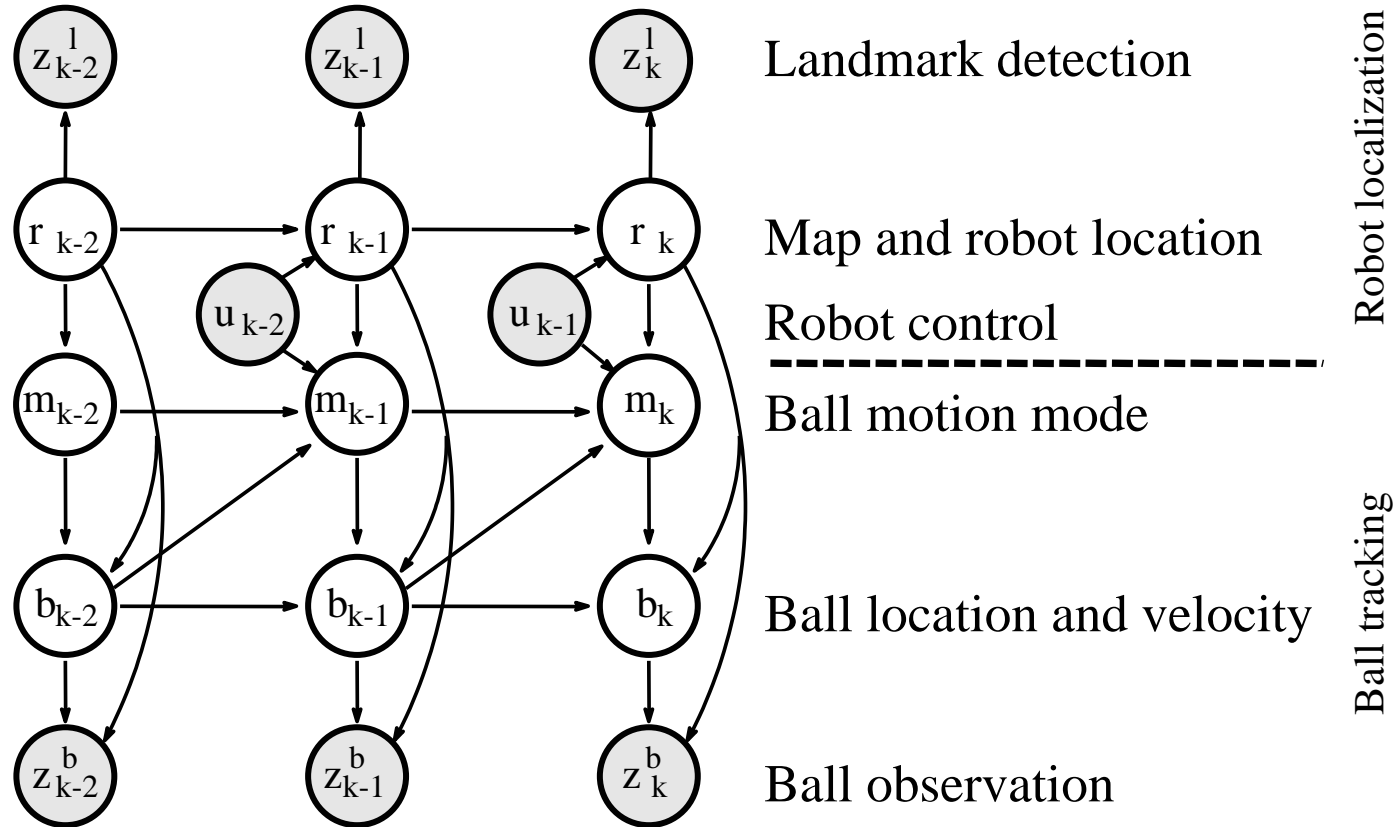 z^l_{k-2} z^l_{k-1} z^l_k Landmark detection
r_{k-2} r_{k-1} r_k Map and robot location
u_{k-2} u_{k-1} Robot control
m_{k-2} m_{k-1} m_k Ball motion mode
b_{k-2} b_{k-1} b_k Ball location and velocity
z^b_{k-2} z^b_{k-1} z^b_k Ball observation
Robot localization
Ball tracking